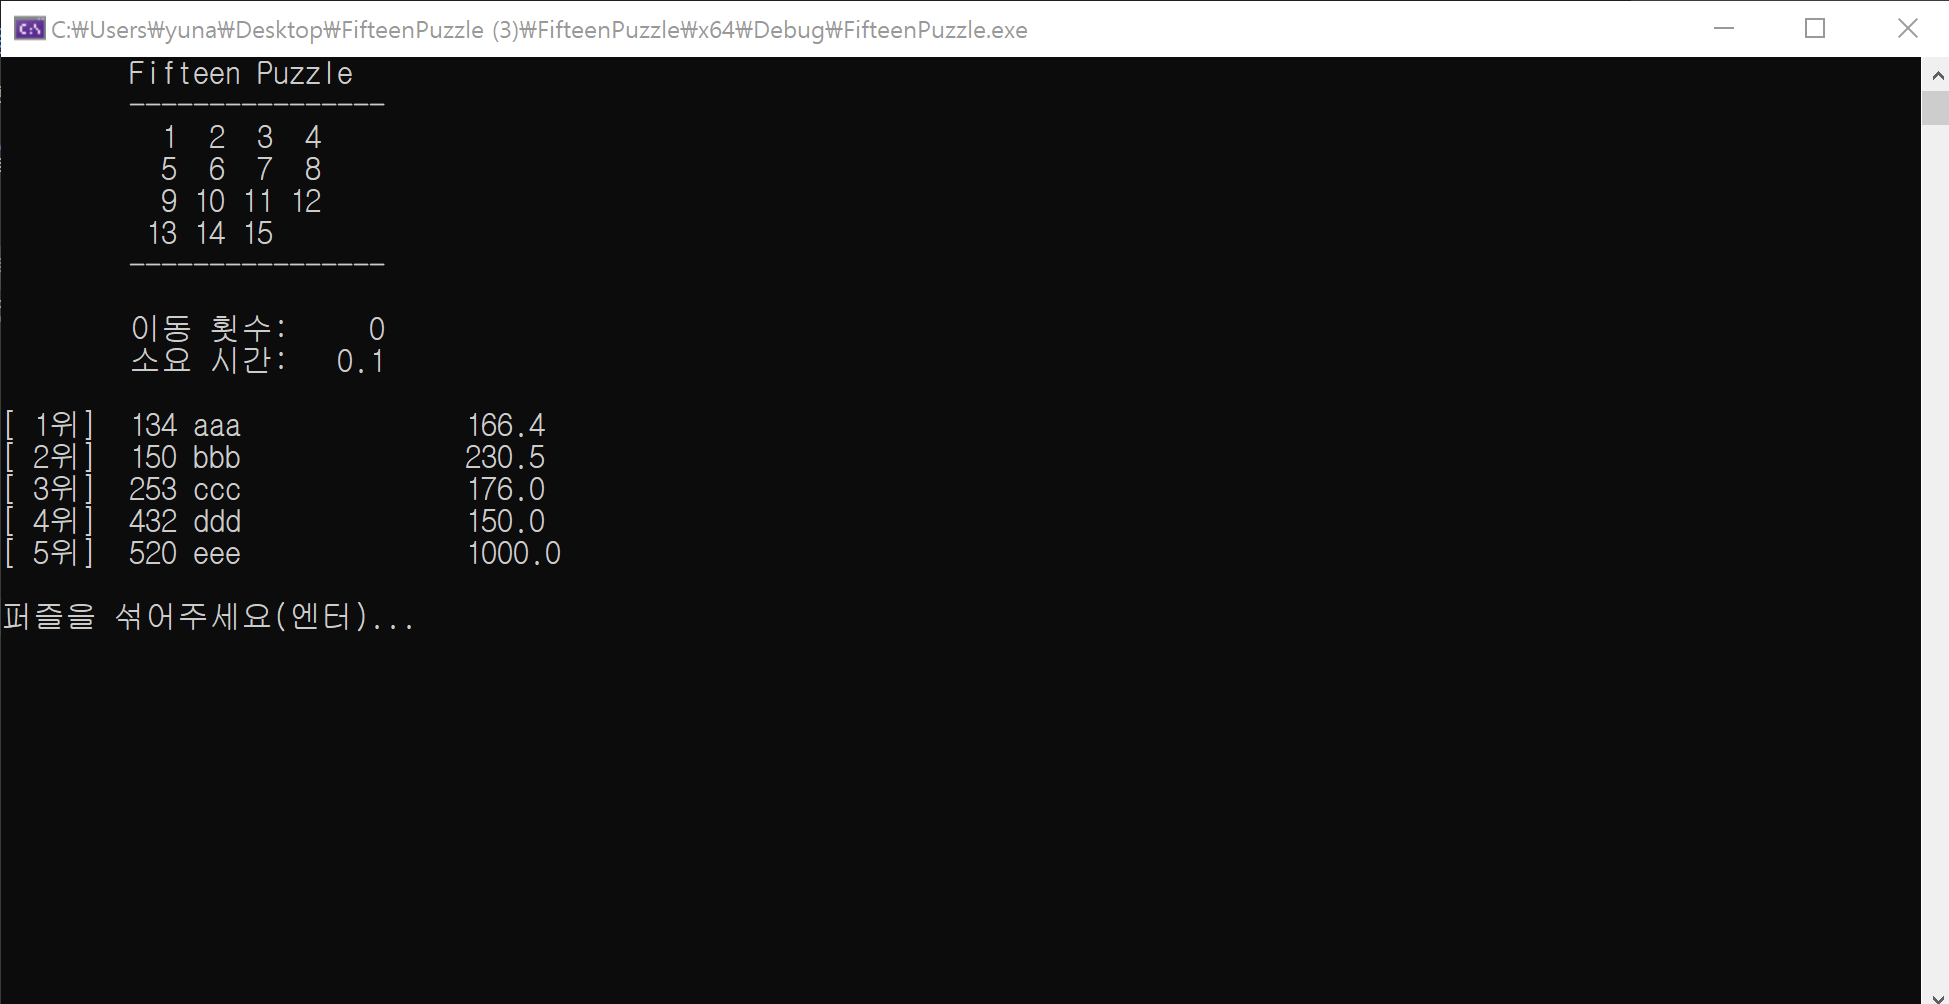 C:₩Users₩yuna₩Desktop₩FifteenPuzzle (3)₩FifteenPuzzle₩x64₩Debug₩FifteenPuzzle.exe
Fifteen Puzzle
----------------
1 2 3 4
5 6 7 8
9 10 11 12
13 14 15
----------------
이동 횟수: 0
소요 시간: 0.1
[ 1위] 134 aaa 166.4
[ 2위] 150 bbb 230.5
[ 3위] 253 ccc 176.0
[ 4위] 432 ddd 150.0
[ 5위] 520 eee 1000.0
퍼즐을 섞어주세요(엔터)...